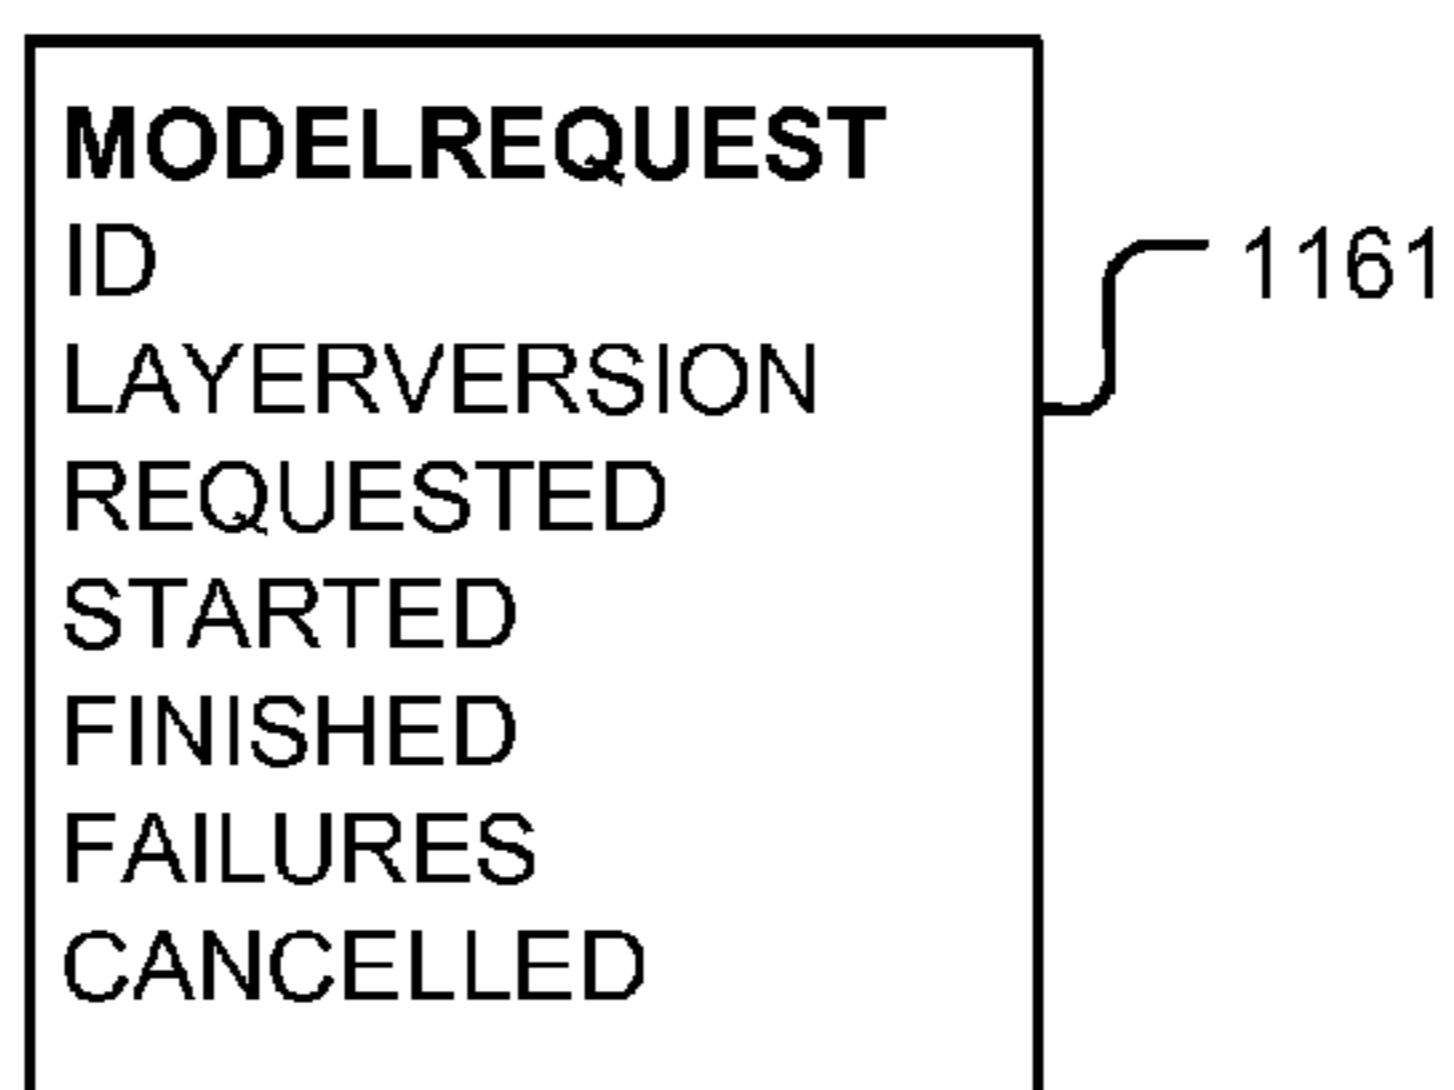 MODELREQUEST
ID
LAYERVERSION
REQUESTED
STARTED
FINISHED
FAILURES
CANCELLED
1161